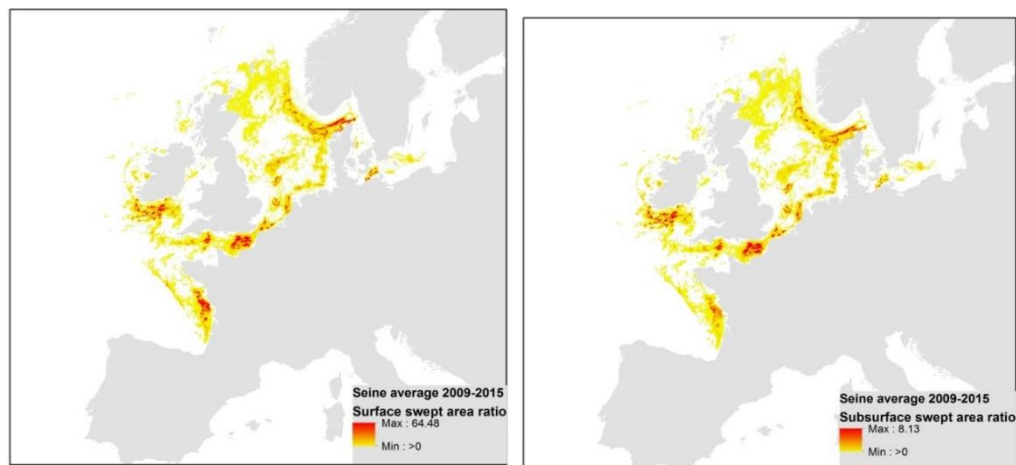 Seine average 2009-2015
Surface swept area ratio
Max : 64.48
Min : >0
Seine average 2009-2015
Subsurface swept area ratio
Max : 8.13
Min : >0